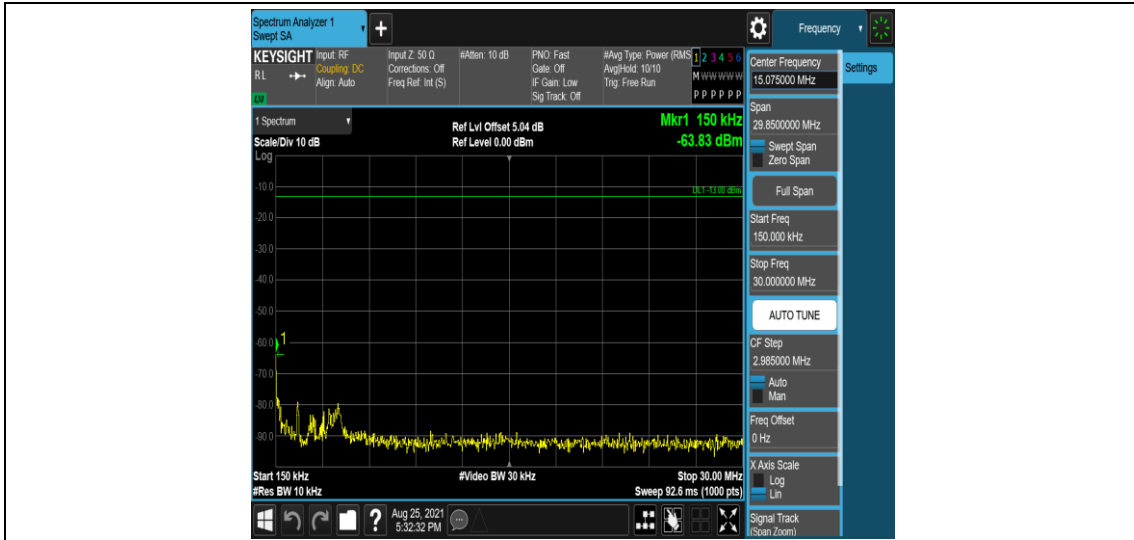 Spectrum Analyzer 1
Swept SA
+
Frequency
KEYSIGHT
RL
LXI
Input: RF
Coupling: DC
Align: Auto
Input Z: 50 Ω
Corrections: Off
Freq Ref: Int (S)
#Atten: 10 dB
PNO: Fast
Gate: Off
IF Gain: Low
Sig Track: Off
#Avg Type: Power (RMS
Avg|Hold: 10/10
Trig: Free Run
1 2 3 4 5 6
M W W W W W
P P P P P P
1 Spectrum
Scale/Div 10 dB
Log
Ref Lvl Offset 5.04 dB
Ref Level 0.00 dBm
Mkr1 150 kHz
-63.83 dBm
DL1 -13.00 dBm
-10.0
-20.0
-30.0
-40.0
-50.0
-60.0
-70.0
-80.0
-90.0
1
Start 150 kHz
#Res BW 10 kHz
#Video BW 30 kHz
Stop 30.00 MHz
Sweep 92.6 ms (1000 pts)
Center Frequency
15.075000 MHz
Settings
Span
29.8500000 MHz
Swept Span
Zero Span
Full Span
Start Freq
150.000 kHz
Stop Freq
30.000000 MHz
AUTO TUNE
CF Step
2.985000 MHz
Auto
Man
Freq Offset
0 Hz
X Axis Scale
Log
Lin
Signal Track
(Span Zoom)
?
Aug 25, 2021
5:32:32 PM